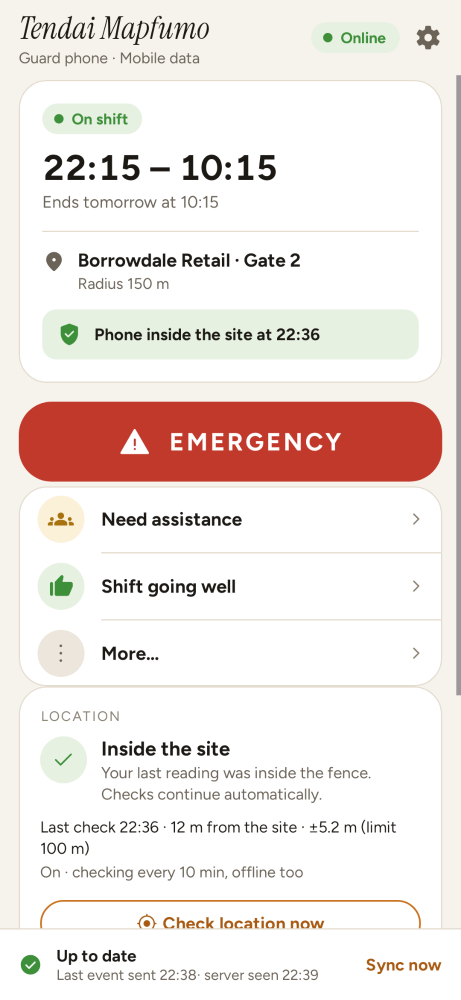 Tendai Mapfumo
Guard phone · Mobile data
Online
On shift
22:15 – 10:15
Ends tomorrow at 10:15
Borrowdale Retail · Gate 2
Radius 150 m
Phone inside the site at 22:36
EMERGENCY
Need assistance
Shift going well
More...
LOCATION
Inside the site
Your last reading was inside the fence.
Checks continue automatically.
Last check 22:36 · 12 m from the site · ±5.2 m (limit
100 m)
On · checking every 10 min, offline too
Check location now
Up to date
Last event sent 22:38· server seen 22:39
Sync now